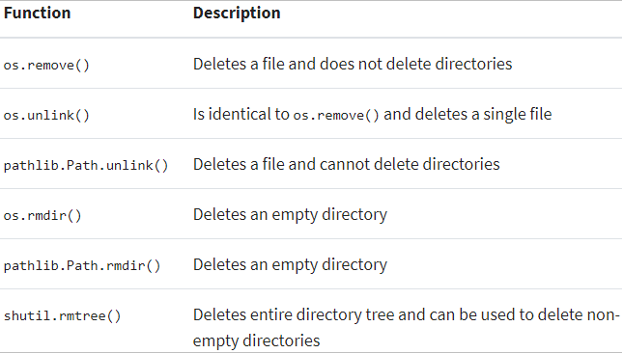 Function Description
os.remove() Deletes a file and does not delete directories
os.unlink() Is identical to os.remove() and deletes a single file
pathlib.Path.unlink() Deletes a file and cannot delete directories
os.rmdir() Deletes an empty directory
pathlib.Path.rmdir() Deletes an empty directory
shutil.rmtree() Deletes entire directory tree and can be used to delete non-
empty directories